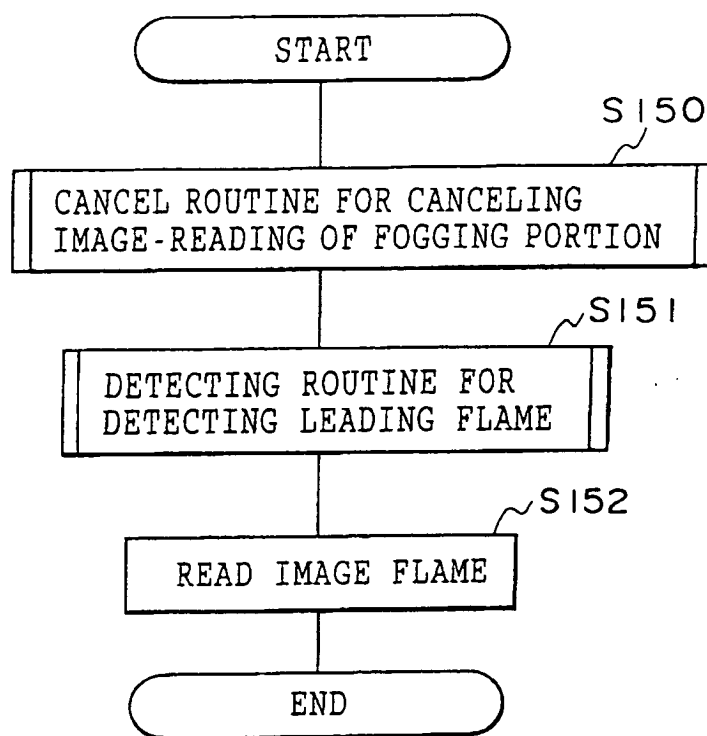 START
S150
CANCEL ROUTINE FOR CANCELING
IMAGE-READING OF FOGGING PORTION
S151
DETECTING ROUTINE FOR
DETECTING LEADING FLAME
S152
READ IMAGE FLAME
END